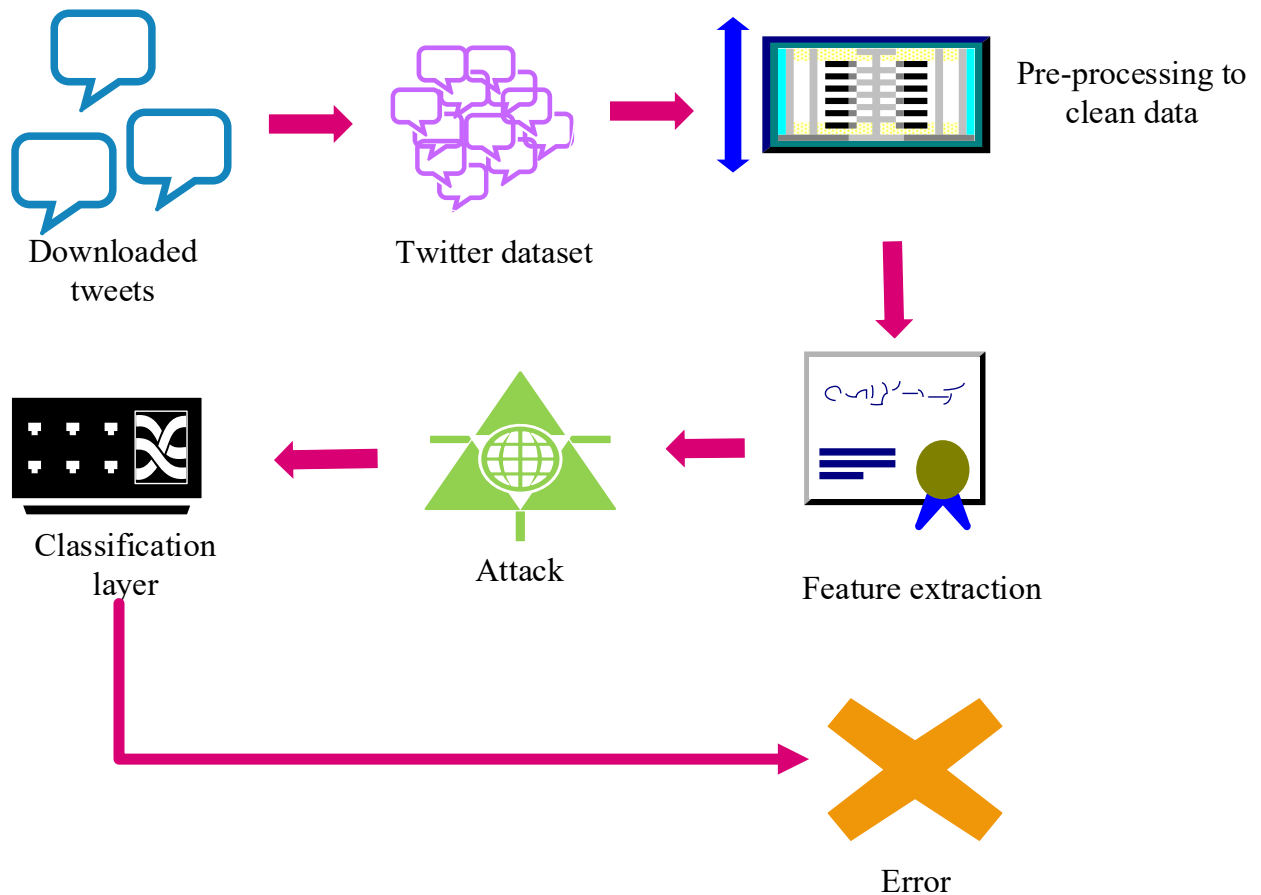 Downloaded
tweets
Twitter dataset
Pre-processing to
clean data
Classification
layer
Attack
Feature extraction
Error